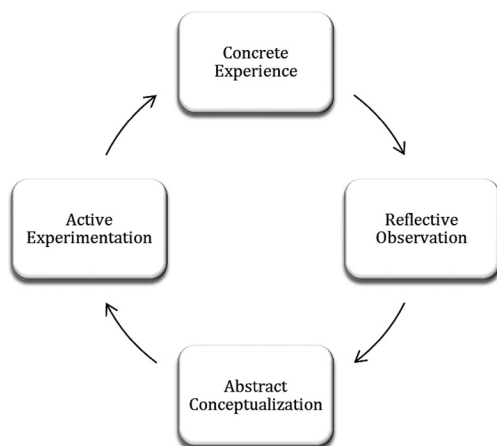 Concrete
Experience
Reflective
Observation
Abstract
Conceptualization
Active
Experimentation